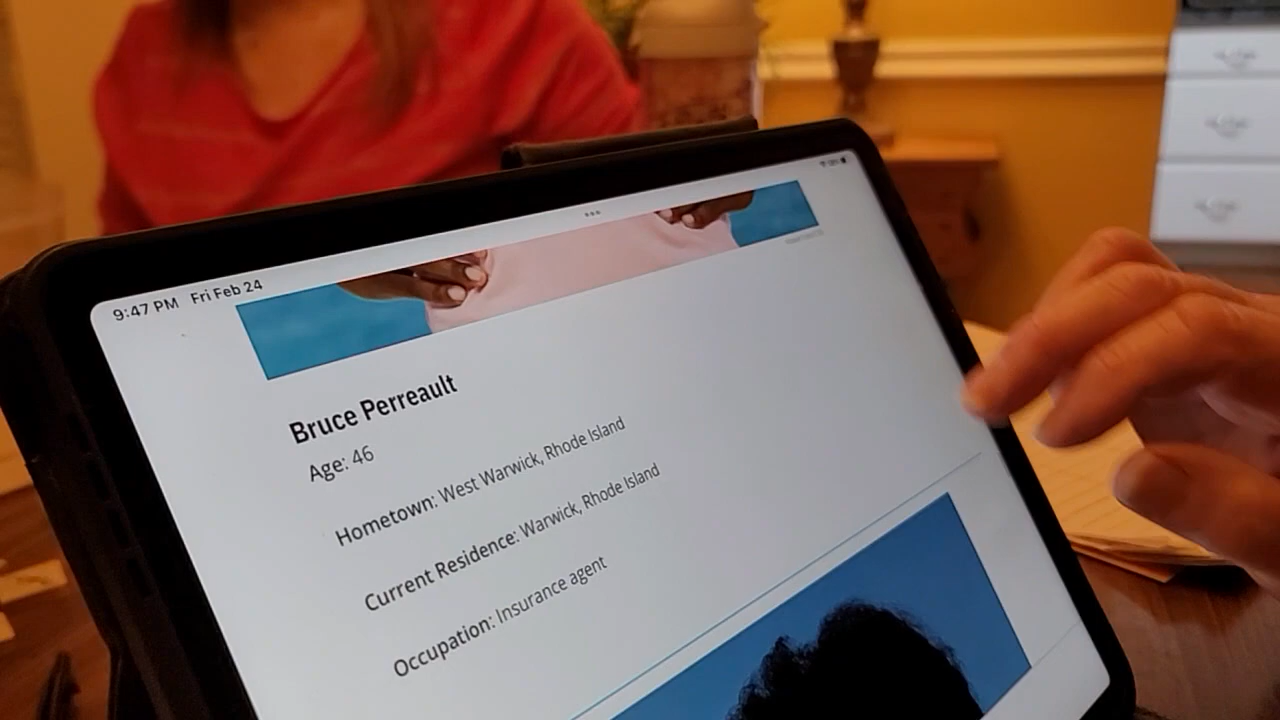 9:47 PM Fri Feb 24
Bruce Perreault
Age: 46
Hometown: West Warwick, Rhode Island
Current Residence: Warwick, Rhode Island
Occupation: Insurance agent